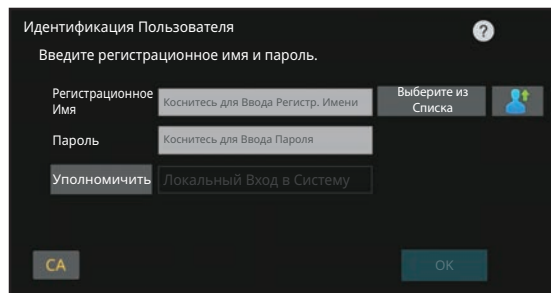 Идентификация Пользователя
?
Введите регистрационное имя и пароль.
Регистрационное
Имя
Коснитесь для Ввода Регистр. Имени
Выберите из
Списка
Пароль
Коснитесь для Ввода Пароля
Уполномичить
Локальный Вход в Систему
CA
OK